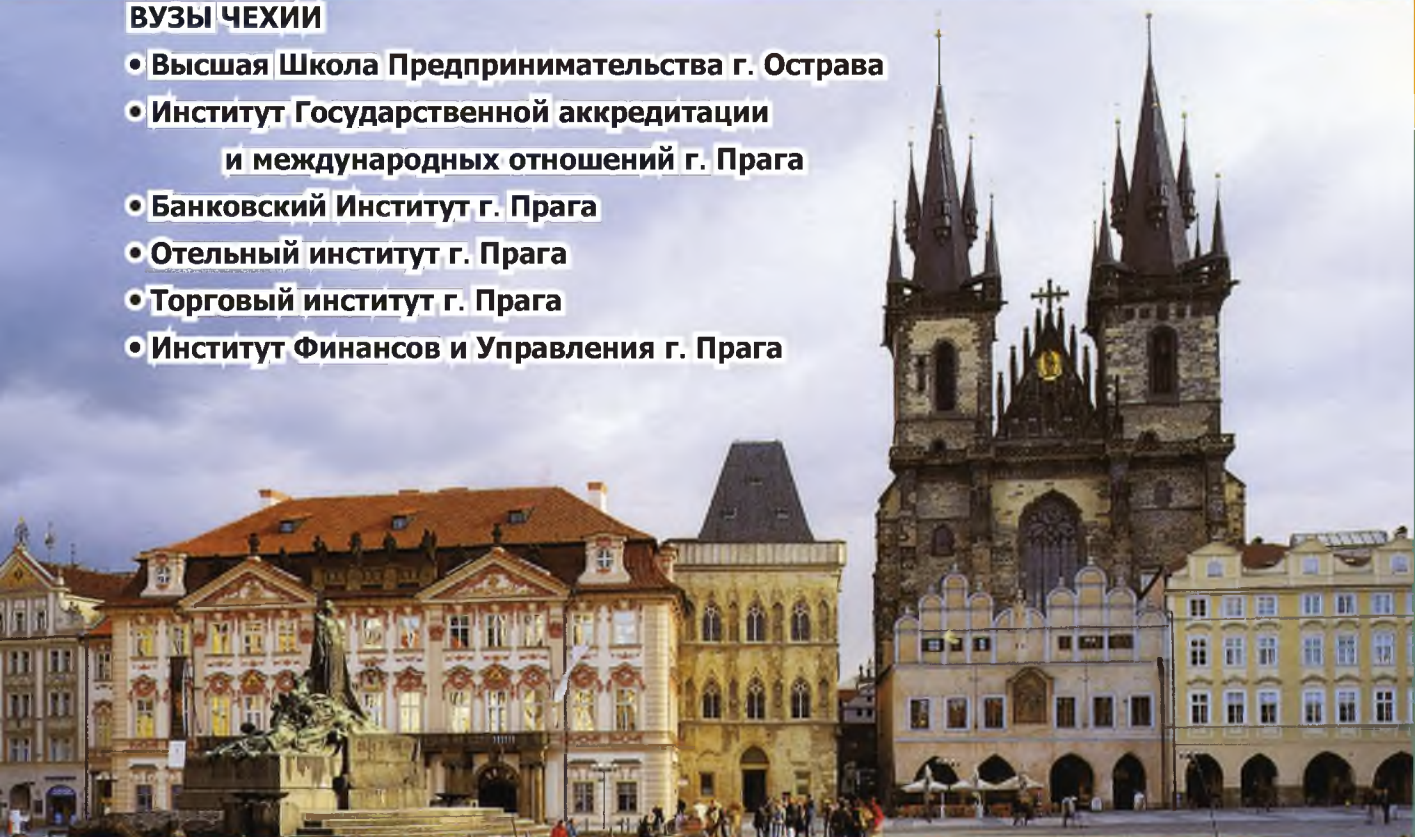 ВУЗЫ ЧЕХИИ
• Высшая Школа Предпринимательства г. Острава
• Институт Государственной аккредитации
и международных отношений г. Прага
• Банковский Институт г. Прага
• Отельный институт г. Прага
• Торговый институт г. Прага
• Институт Финансов и Управления г. Прага